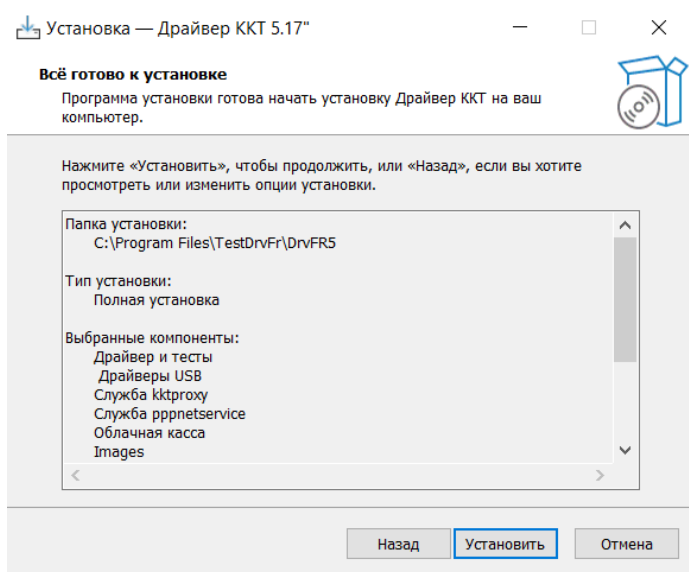 Установка — Драйвер ККТ 5.17"
Всё готово к установке
Программа установки готова начать установку Драйвер ККТ на ваш
компьютер.
Нажмите «Установить», чтобы продолжить, или «Назад», если вы хотите
просмотреть или изменить опции установки.
Папка установки:
C:\Program Files\TestDrvFr\DrvFR5
Тип установки:
Полная установка
Выбранные компоненты:
Драйвер и тесты
Драйверы USB
Служба kktproxy
Служба pppnetservice
Облачная касса
Images
Назад
Установить
Отмена